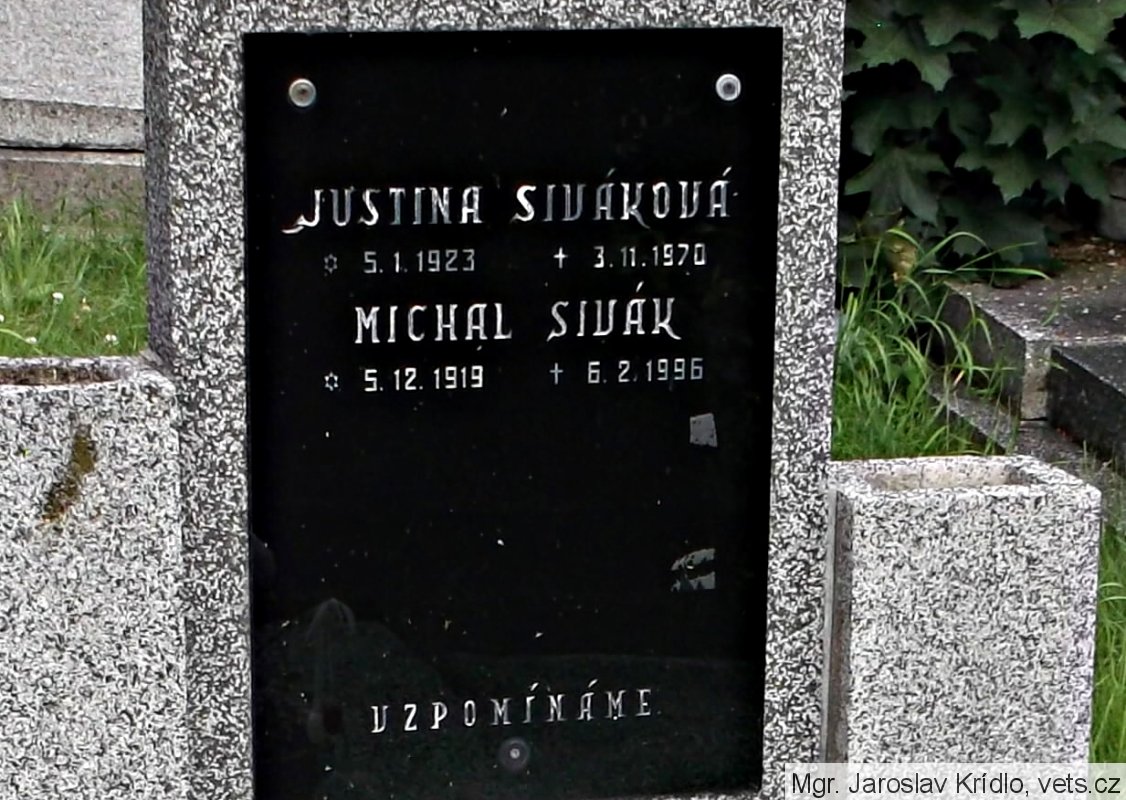 JUSTINA SIVÁKOVÁ
* 5.1.1923 + 3.11.1970
MICHAL SIVÁK
* 5.12.1919 + 6.2.1996
VZPOMÍNÁME
Mgr. Jaroslav Krídlo, vets.cz